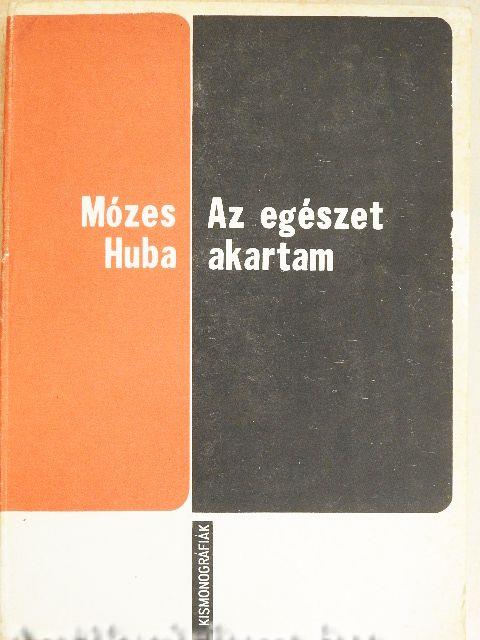 Mózes
Huba
Az egészet
akartam
KISMONOGRÁFIÁK